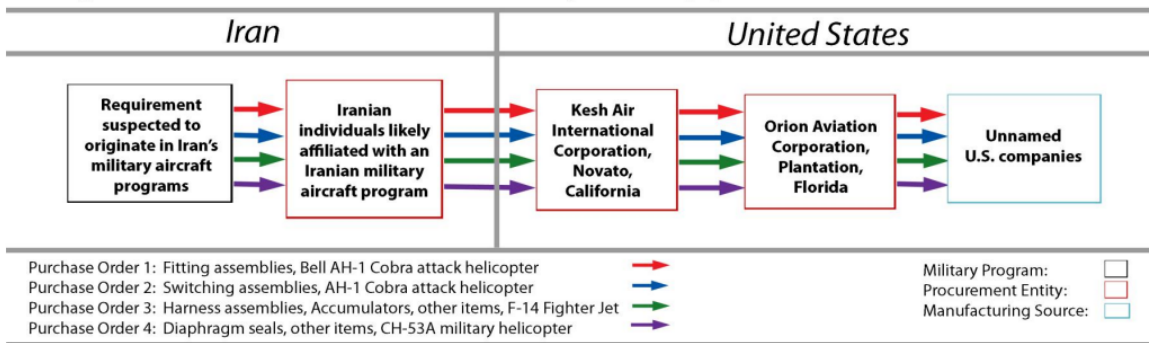 Iran
United States
Requirement
suspected to
originate in Iran's
military aircraft
programs
Iranian
individuals likely
affiliated with an
Iranian military
aircraft program
Kesh Air
International
Corporation,
Novato,
California
Orion Aviation
Corporation,
Plantation,
Florida
Unnamed
U.S. companies
Purchase Order 1: Fitting assemblies, Bell AH-1 Cobra attack helicopter
Purchase Order 2: Switching assemblies, AH-1 Cobra attack helicopter
Purchase Order 3: Harness assemblies, Accumulators, other items, F-14 Fighter Jet
Purchase Order 4: Diaphragm seals, other items, CH-53A military helicopter
Military Program:
Procurement Entity:
Manufacturing Source: